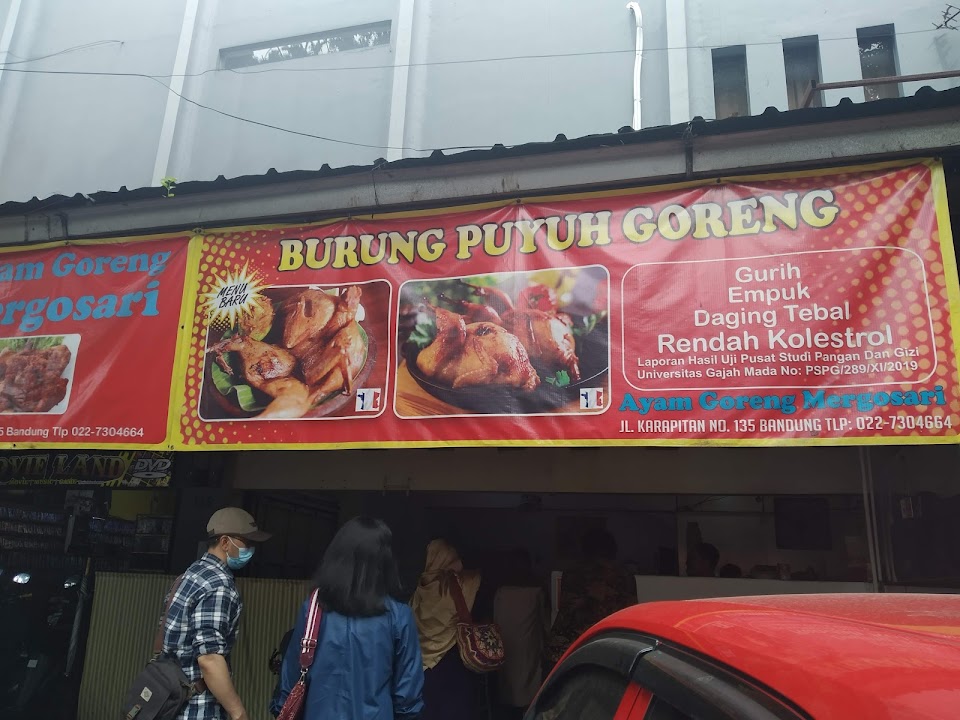 am Goreng
ergosari
5 Bandung Tlp 022-7304664
BURUNG PUYUH GORENG
MENU
BARU
Gurih
Empuk
Daging Tebal
Rendah Kolestrol
Laporan Hasil Uji Pusat Studi Pangan Dan Gizi
Universitas Gajah Mada No: PSPG/289/XI/2019
Ayam Goreng Mergosari
JL. KARAPITAN NO. 135 BANDUNG TLP: 022-7304664
OVIE LAND
DVD